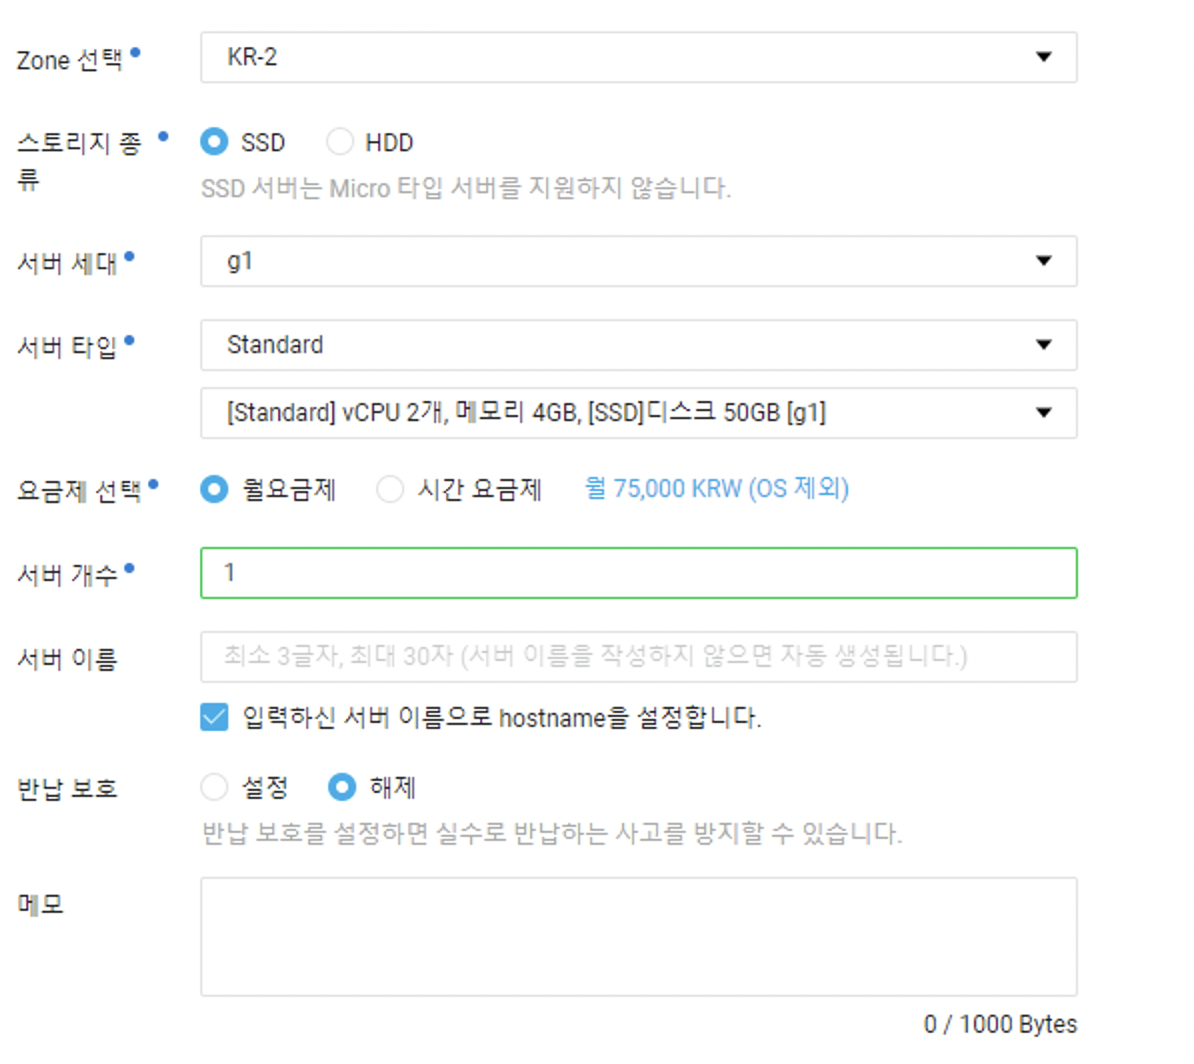 Zone 선택
KR-2
스토리지 종
류
SSD
HDD
SSD 서버는 Micro 타입 서버를 지원하지 않습니다.
서버 세대
g1
서버 타입
Standard
[Standard] vCPU 2개, 메모리 4GB, [SSD]디스크 50GB [g1]
요금제 선택
월요금제
시간 요금제
월 75,000 KRW (OS 제외)
서버 개수
1
서버 이름
최소 3글자, 최대 30자 (서버 이름을 작성하지 않으면 자동 생성됩니다.)
입력하신 서버 이름으로 hostname을 설정합니다.
반납 보호
설정
해제
반납 보호를 설정하면 실수로 반납하는 사고를 방지할 수 있습니다.
메모
0 / 1000 Bytes